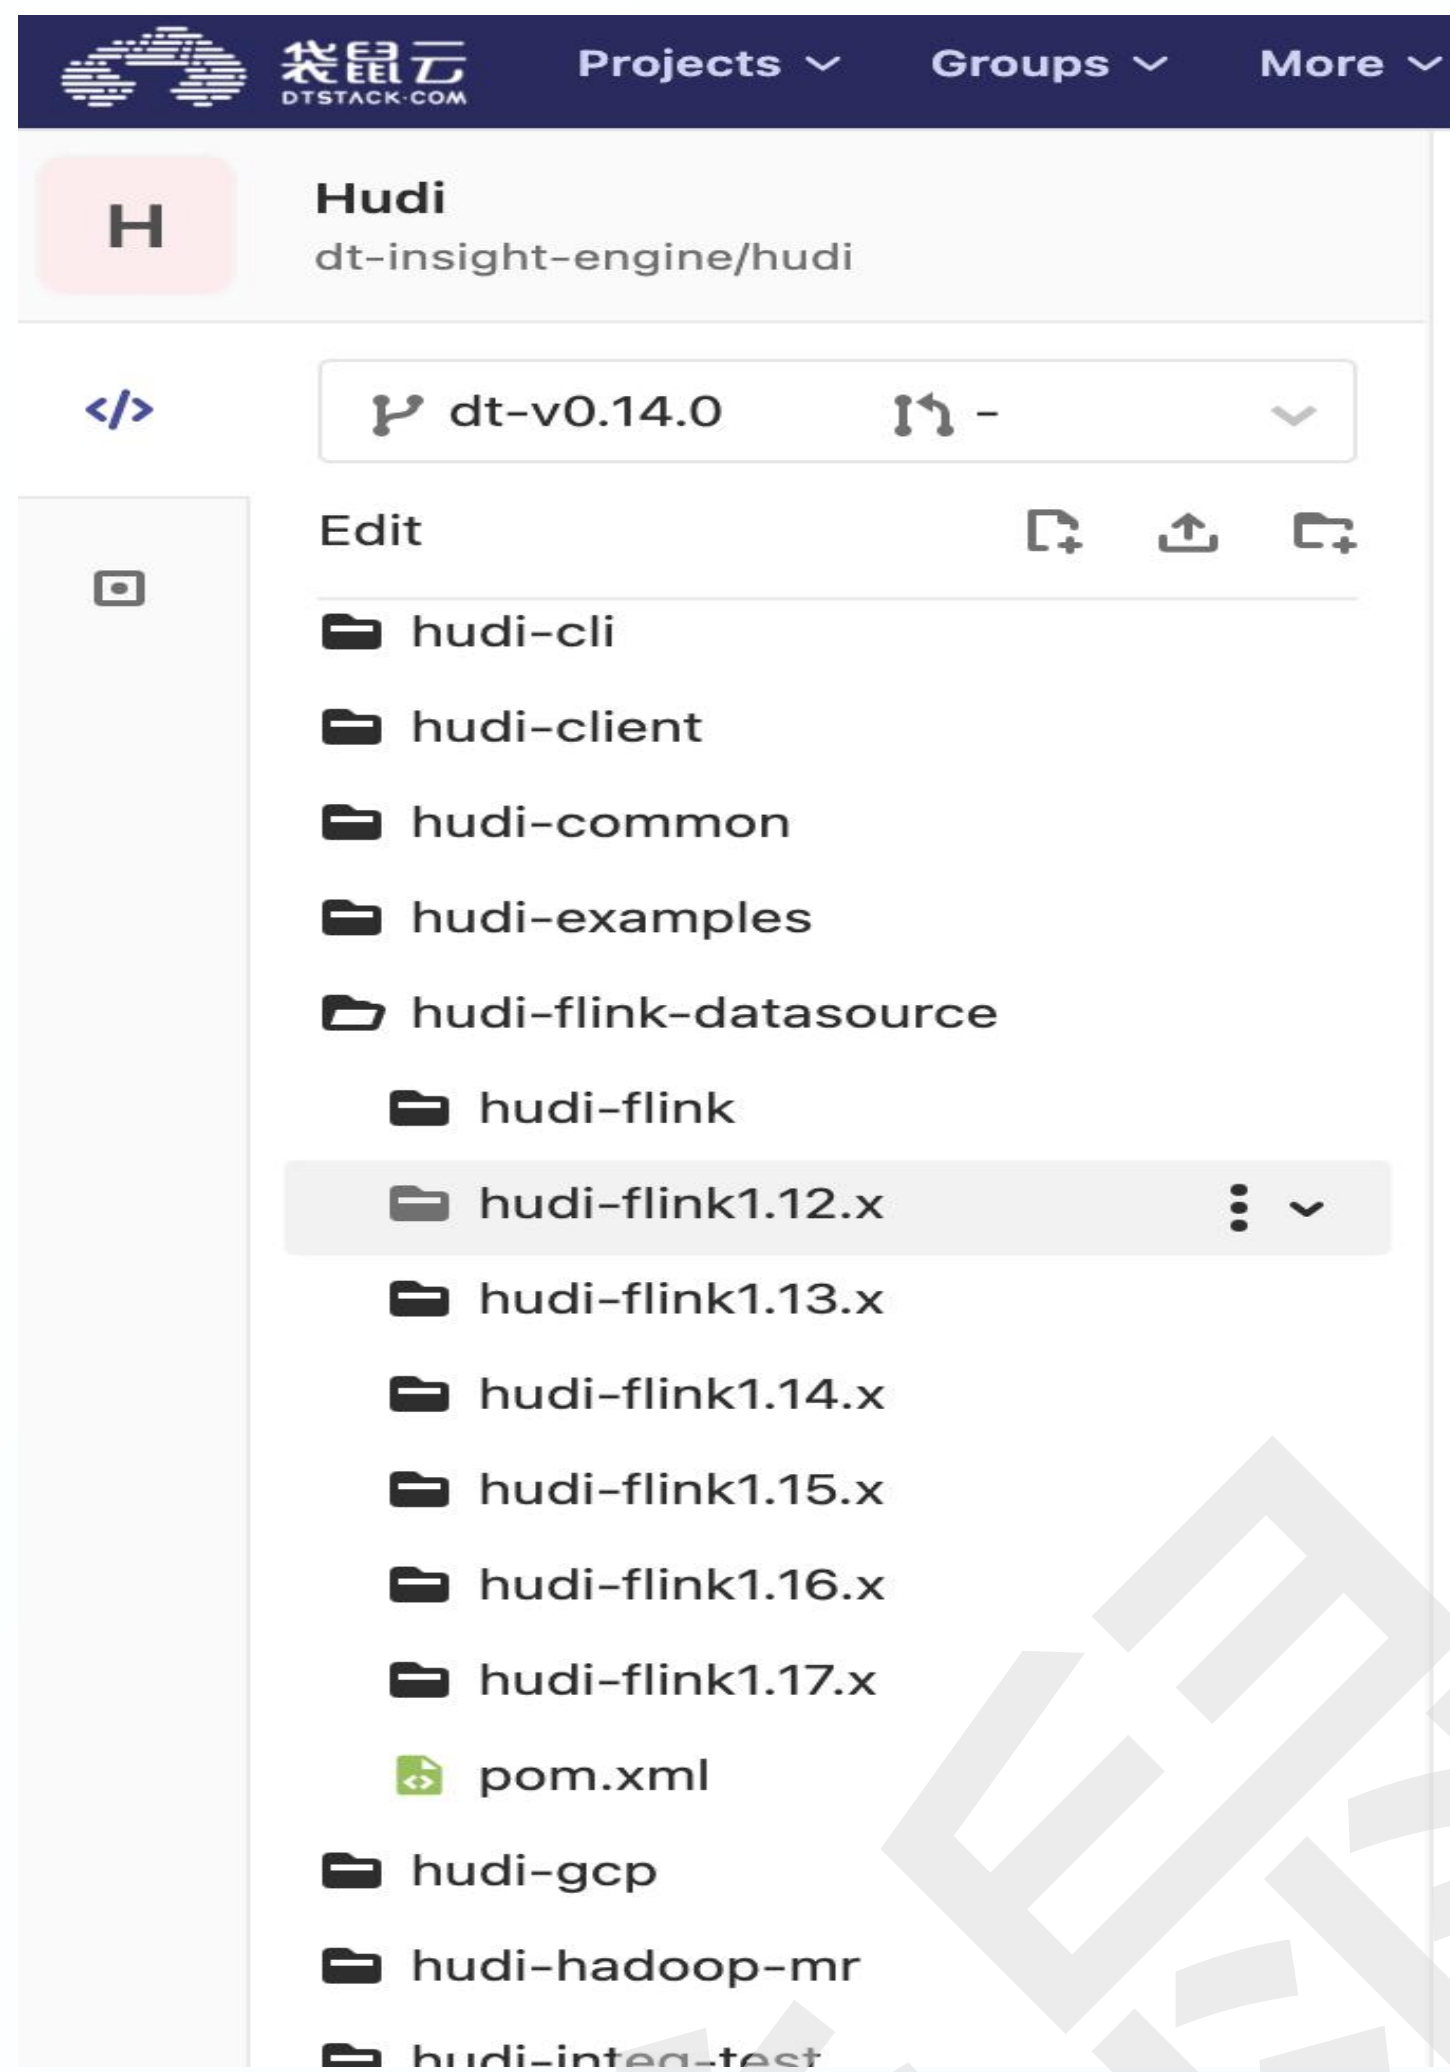 袋鼠云 Projects Groups More
DTSTACK.COM
H
Hudi
dt-insight-engine/hudi
</> dt-v0.14.0 -
Edit
hudi-cli
hudi-client
hudi-common
hudi-examples
hudi-flink-datasource
hudi-flink
hudi-flink1.12.x
hudi-flink1.13.x
hudi-flink1.14.x
hudi-flink1.15.x
hudi-flink1.16.x
hudi-flink1.17.x
pom.xml
hudi-gcp
hudi-hadoop-mr
hudi-integ-test